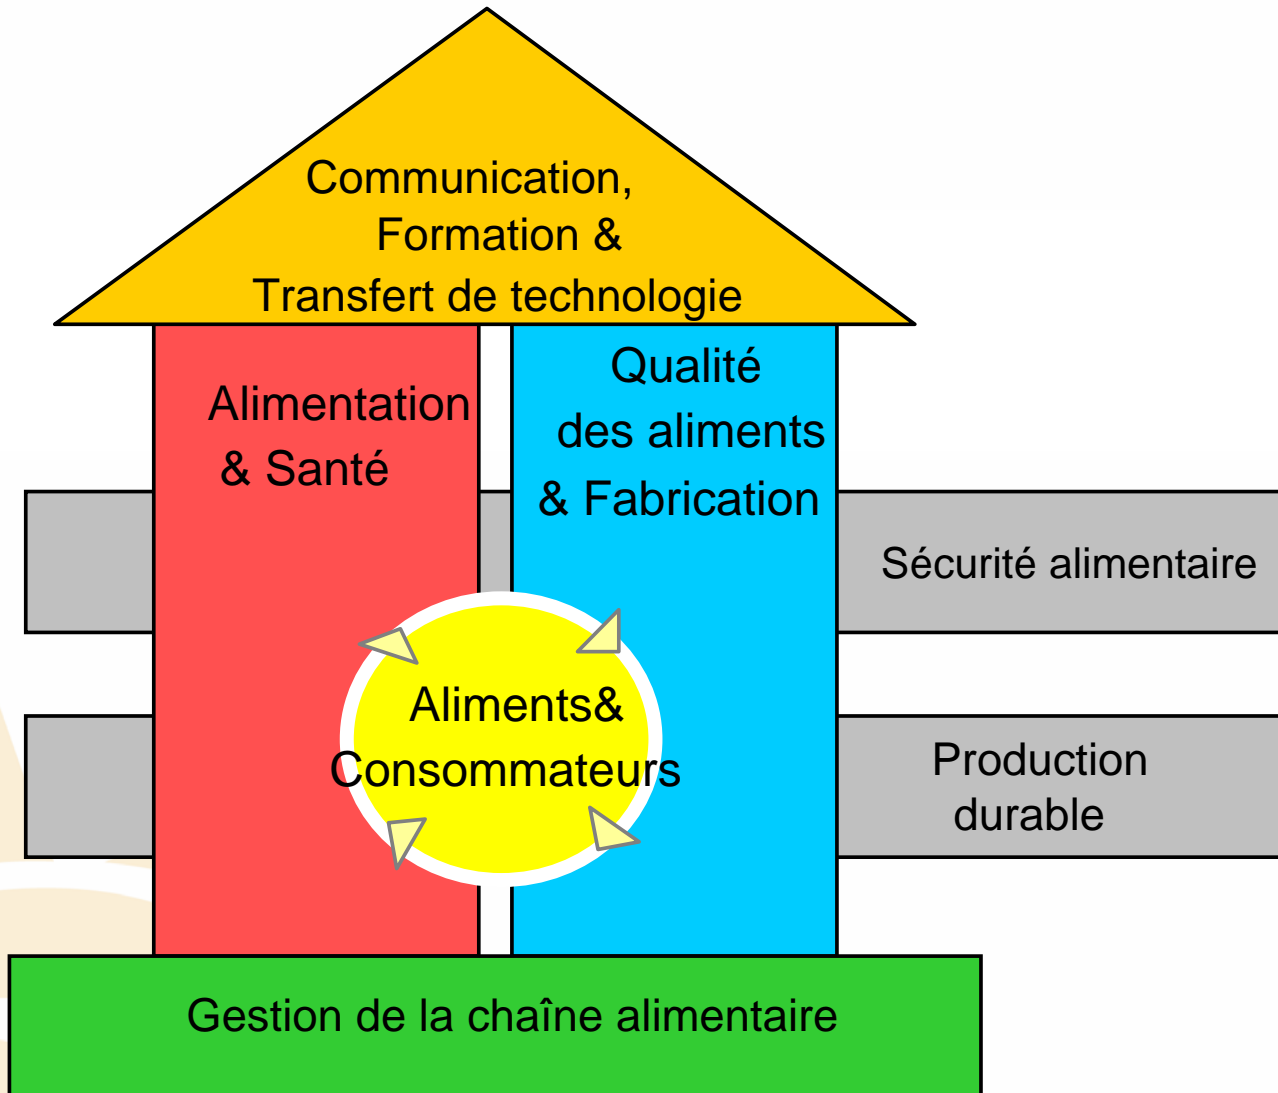 Communication,
Formation &
Transfert de technologie
Alimentation
& Santé
Qualité
des aliments
& Fabrication
Sécurité alimentaire
Aliments&
Consommateurs
Production
durable
Gestion de la chaîne alimentaire